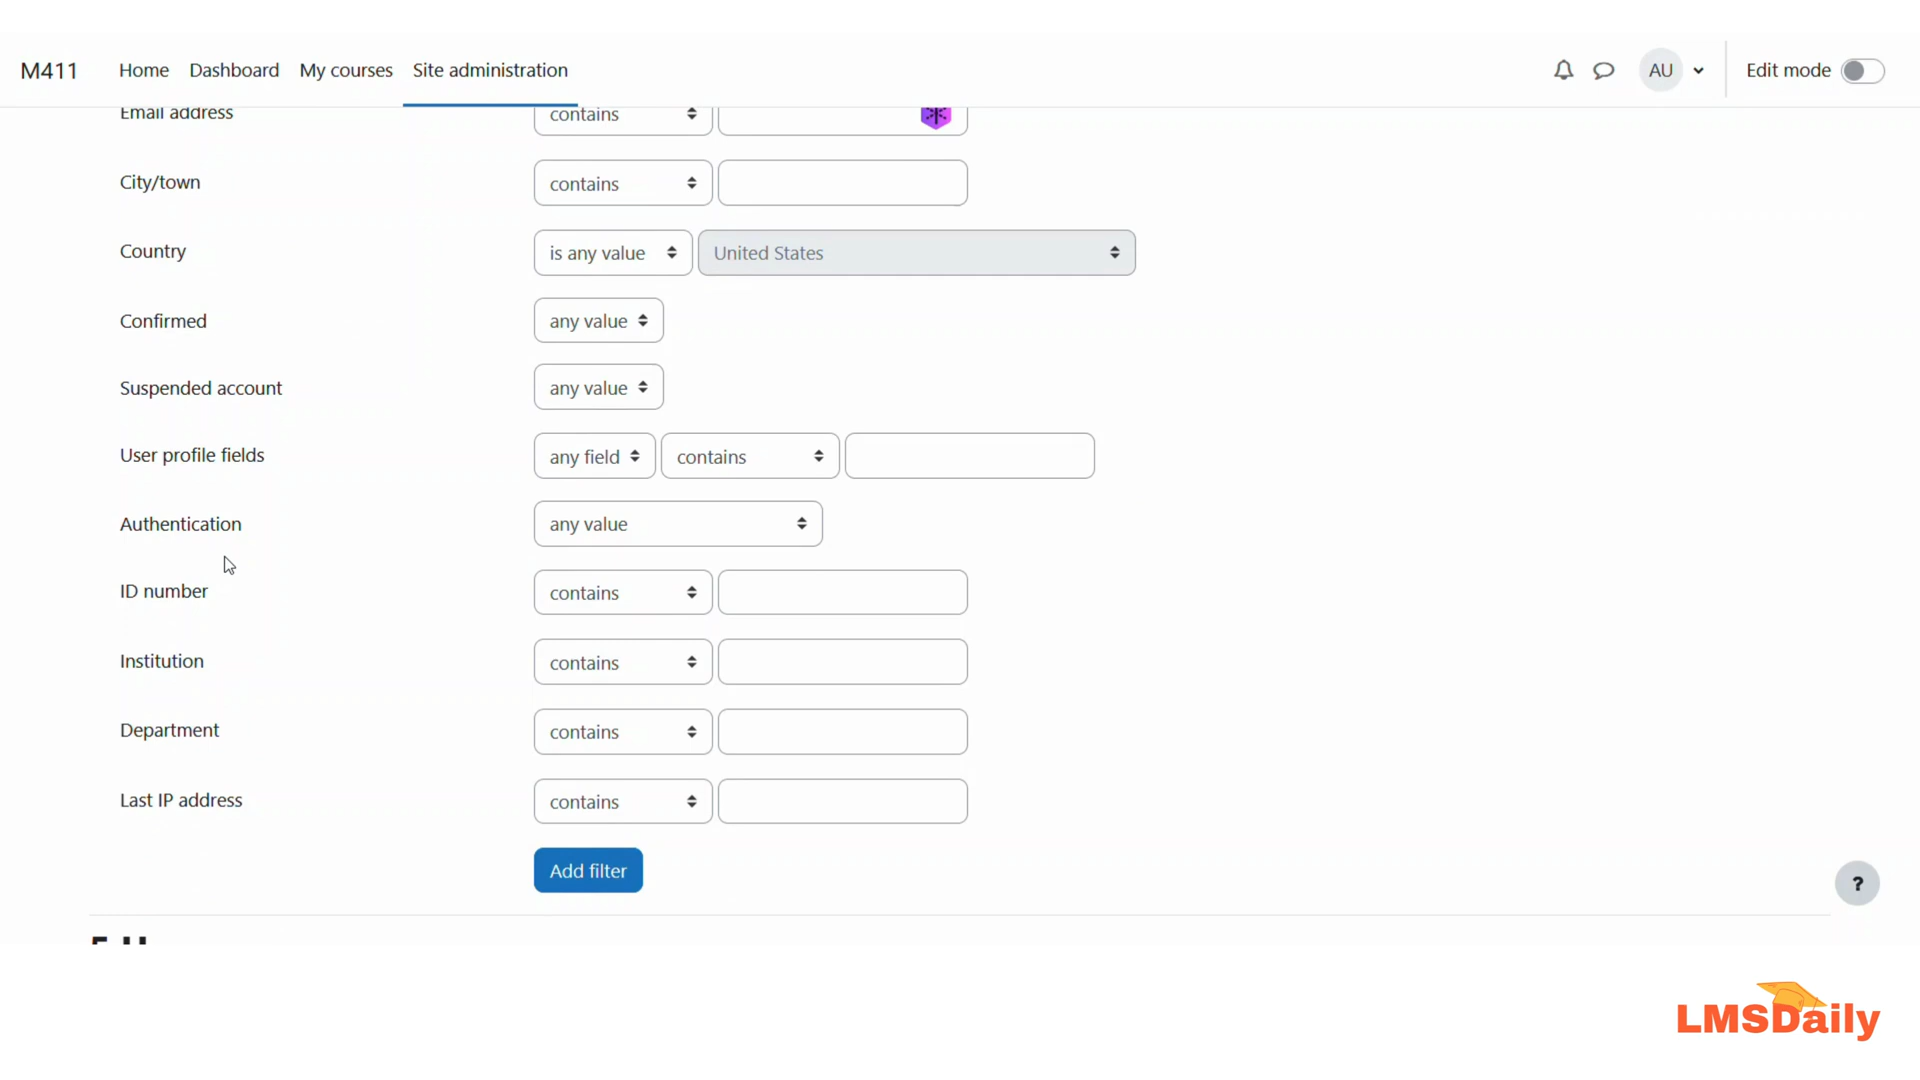 M411 Home Dashboard My courses Site administration AU Edit mode
Email address contains
City/town contains
Country is any value United States
Confirmed any value
Suspended account any value
User profile fields any field contains
Authentication any value
ID number contains
Institution contains
Department contains
Last IP address contains
Add filter
?
LMSDaily